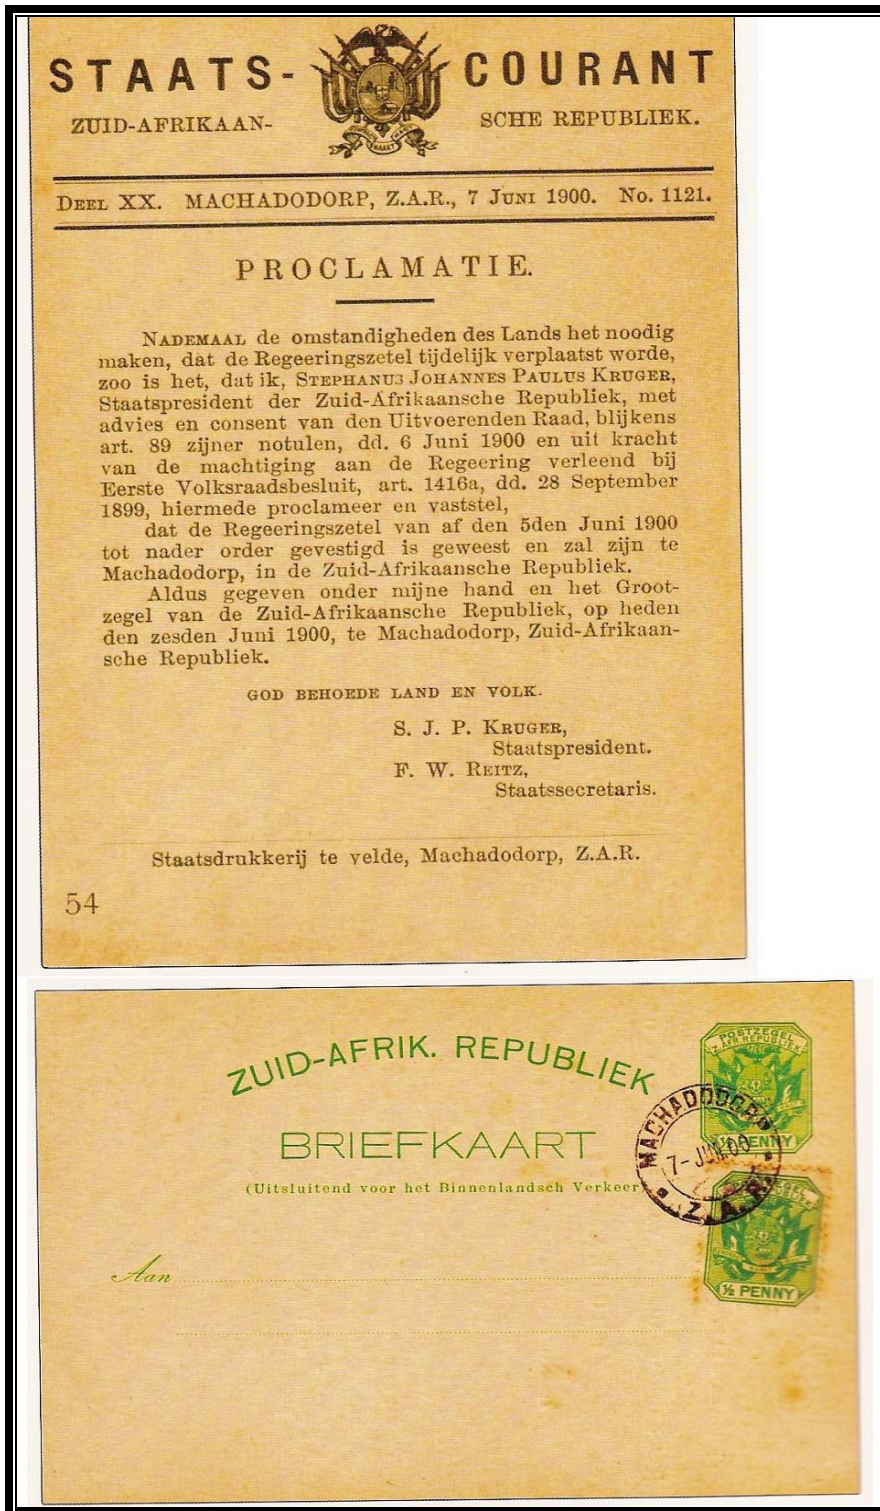 STAATS- COURANT
ZUID-AFRIKAAN- SCHE REPUBLIEK.
DEEL XX. MACHADODORP, Z.A.R., 7 JUNI 1900. No. 1121.
PROCLAMATIE.
NADEMAAL de omstandigheden des Lands het noodig
maken, dat de Regeeringszetel tijdelijk verplaatst worde,
zoo is het, dat ik, STEPHANUS JOHANNES PAULUS KRUGER,
Staatspresident der Zuid-Afrikaansche Republiek, met
advies en consent van den Uitvoerenden Raad, blijkens
art. 89 zijner notulen, dd. 6 Juni 1900 en uit kracht
van de machtiging aan de Regeering verleend bij
Eerste Volksraadsbesluit, art. 1416a, dd. 28 September
1899, hiermede proclameer en vaststel,
dat de Regeeringszetel van af den 5den Juni 1900
tot nader order gevestigd is geweest en zal zijn te
Machadodorp, in de Zuid-Afrikaansche Republiek.
Aldus gegeven onder mijne hand en het Groot-
zegel van de Zuid-Afrikaansche Republiek, op heden
den zesden Juni 1900, te Machadodorp, Zuid-Afrikaan-
sche Republiek.
GOD BEHOEDE LAND EN VOLK.
S. J. P. KRUGER,
Staatspresident.
F. W. REITZ,
Staatssecretaris.
Staatsdrukkerij te velde, Machadodorp, Z.A.R.
54
ZUID-AFRIK. REPUBLIEK
BRIEFKAART
(Uitsluitend voor het Binnenlandsch Verkeer)
Aan
POSTZEGEL
Z. AFR. REPUBLIEK
½ PENNY
MACHADODORP
7-JUN.00
Z.A.R.
½ PENNY